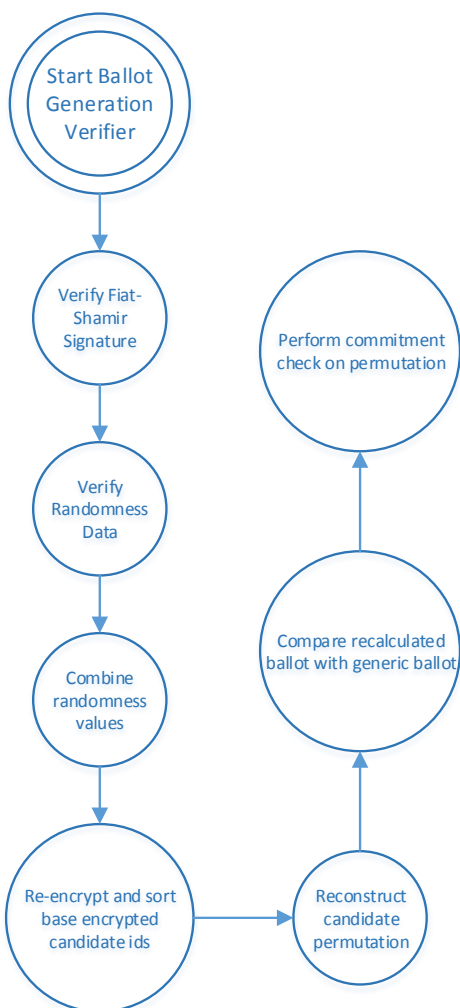 Start Ballot
Generation
Verifier
Verify Fiat-
Shamir
Signature
Verify
Randomness
Data
Combine
randomness
values
Re-encrypt and sort
base encrypted
candidate ids
Reconstruct
candidate
permutation
Compare recalculated
ballot with generic ballot
Perform commitment
check on permutation